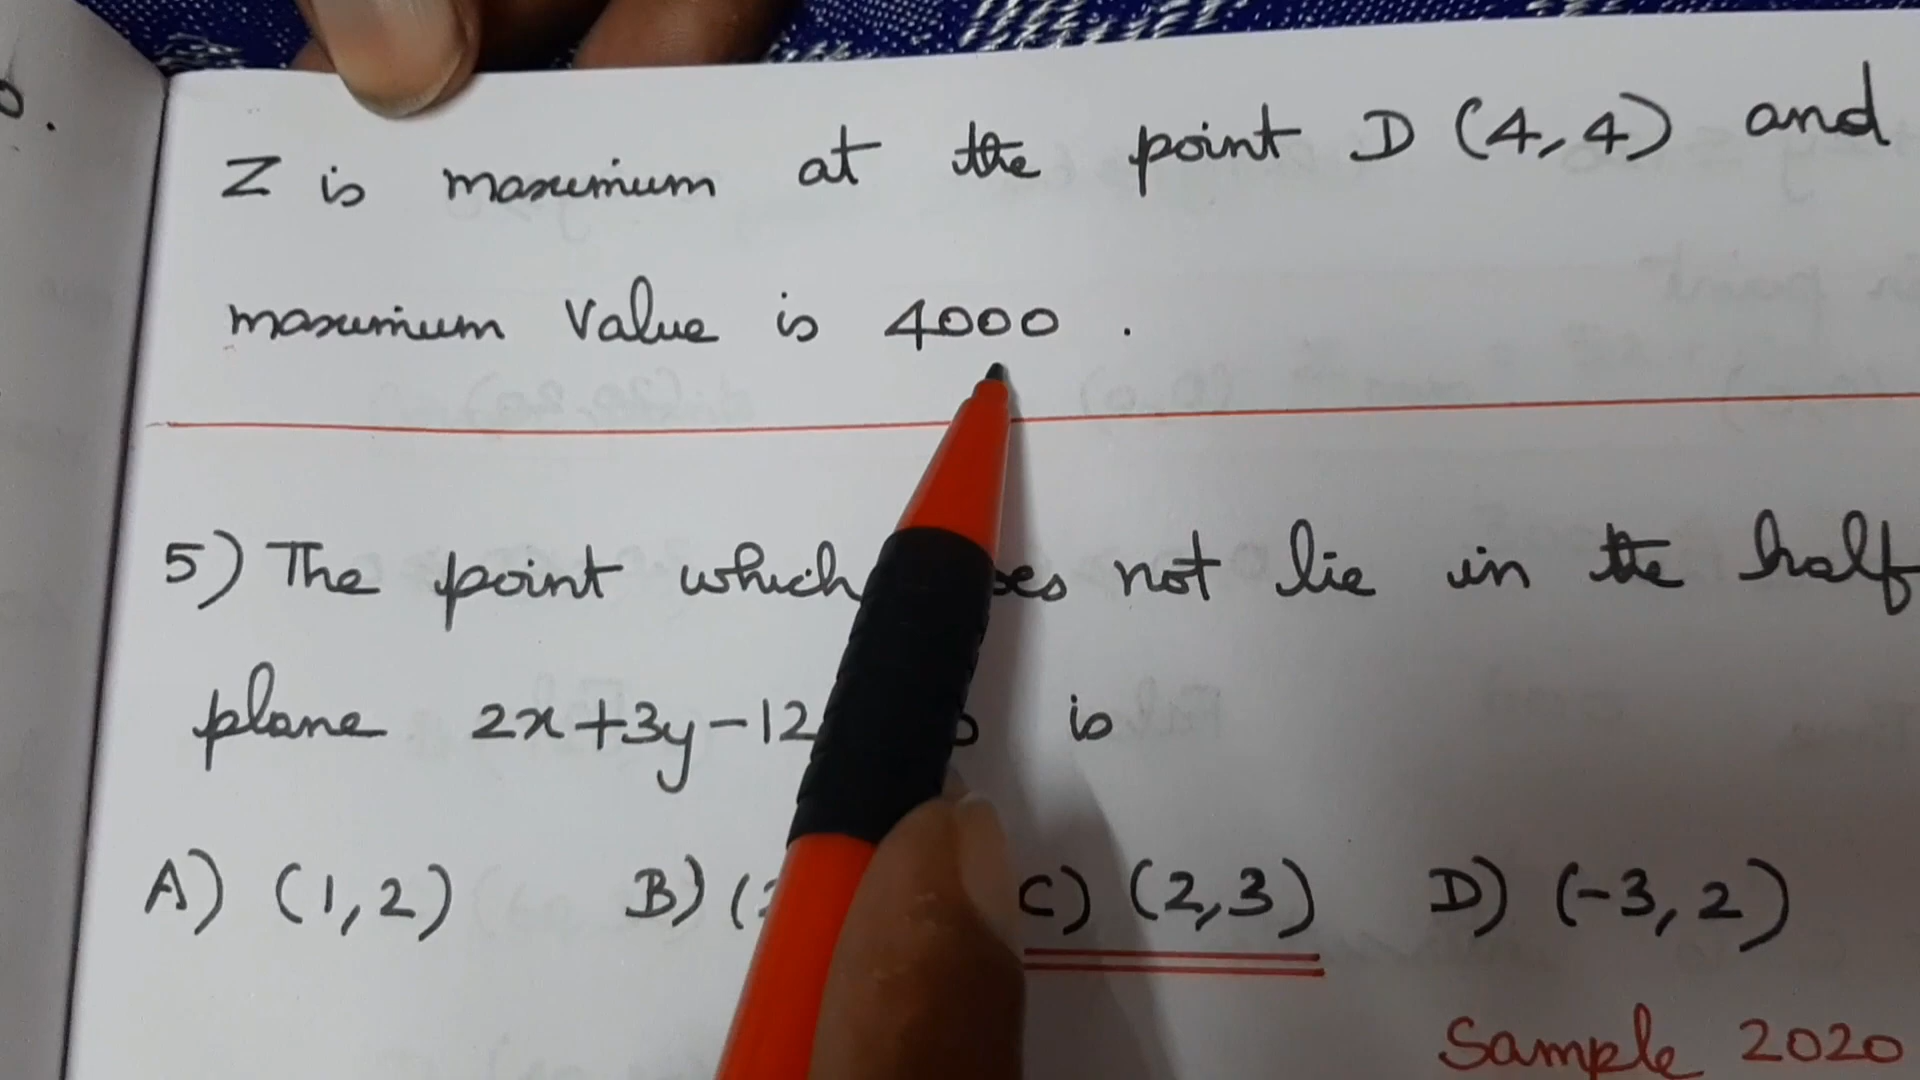 Z is maximum at the point D (4,4) and
maximum Value is 4000 .
5) The point which not lie in the half
plane 2x+3y-12 is
A) (1,2) B) C) (2,3) D) (-3,2)
Sample 2020